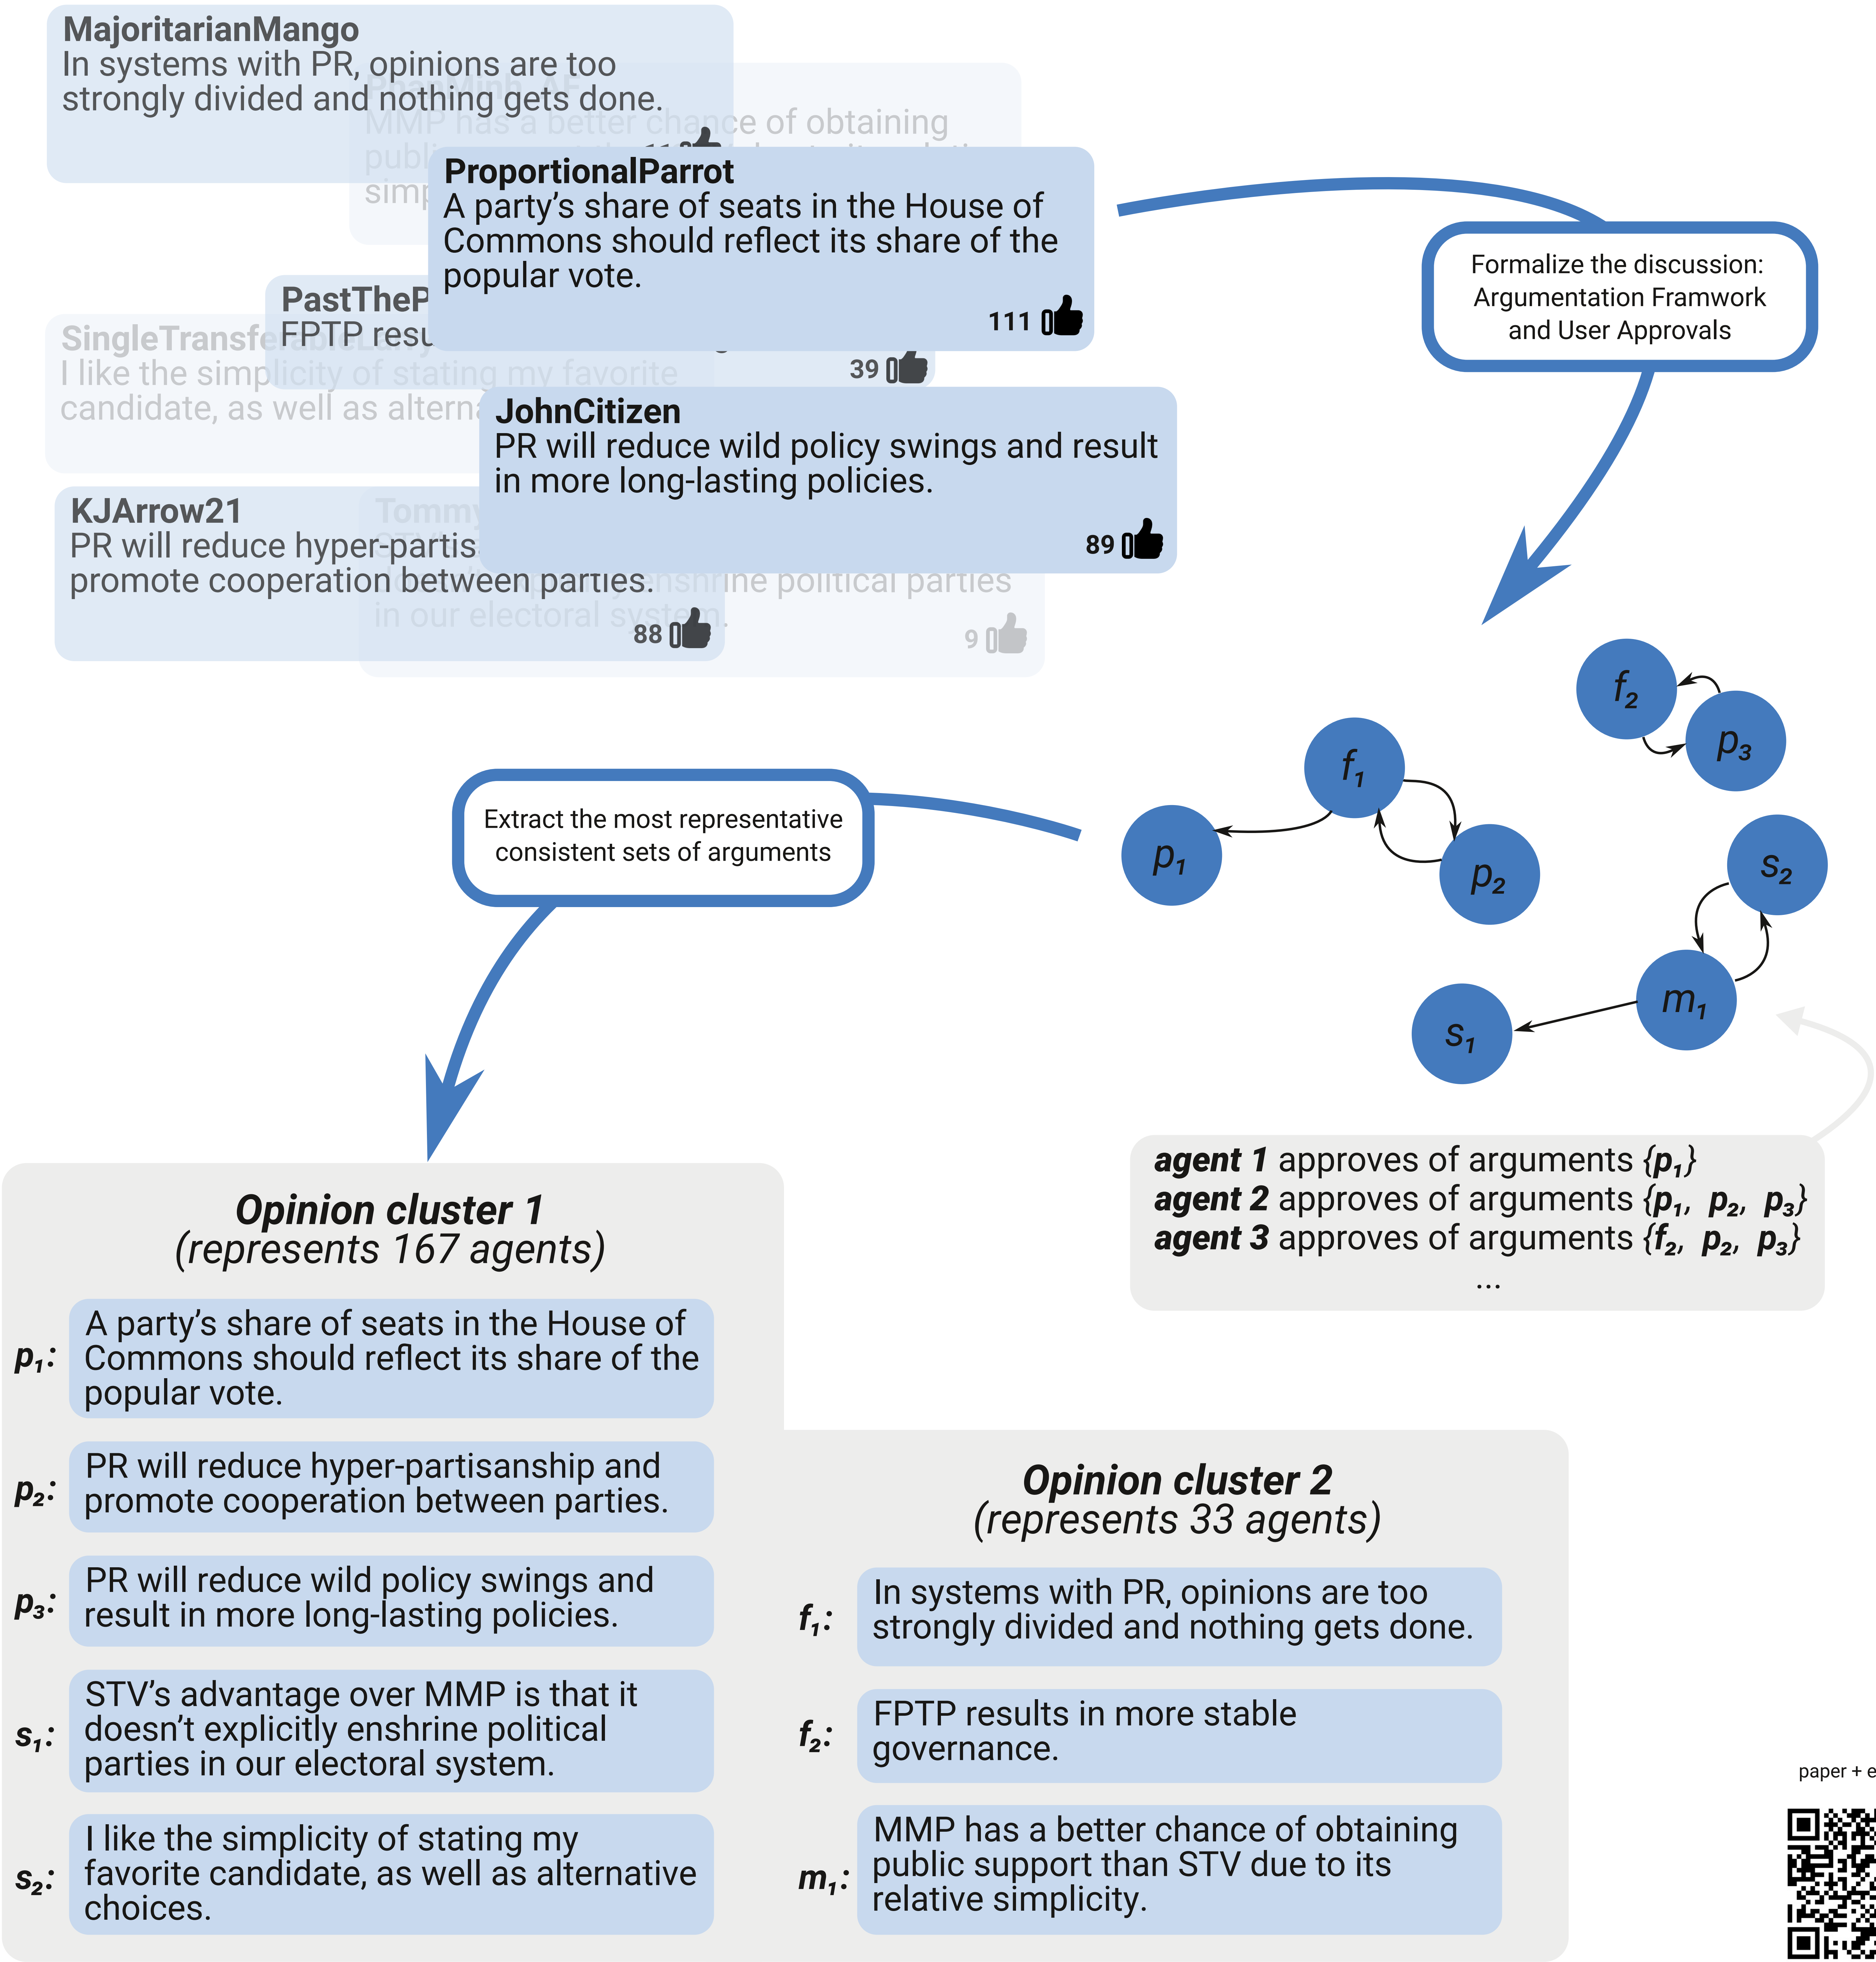 MajoritarianMango
In systems with PR, opinions are too
strongly divided and nothing gets done.
PhanMinh_AF
MMP has a better chance of obtaining
ProportionalParrot
A party’s share of seats in the House of
Commons should reflect its share of the
popular vote.
111
FPTP
39
I like the simplicity of stating my favorite
candidate, as well as
JohnCitizen
PR will reduce wild policy swings and result
in more long-lasting policies.
89
KJArrow21
PR will reduce
promote cooperation between parties.
88
enshrine political parties
in our electoral system.
9
Formalize the discussion:
Argumentation Framwork
and User Approvals
f₂
p₃
f₁
p₁
p₂
s₂
m₁
s₁
Extract the most representative
consistent sets of arguments
agent 1 approves of arguments {p₁}
agent 2 approves of arguments {p₁, p₂, p₃}
agent 3 approves of arguments {f₂, p₂, p₃}
...
Opinion cluster 1
(represents 167 agents)
p₁:
A party’s share of seats in the House of
Commons should reflect its share of the
popular vote.
p₂:
PR will reduce hyper-partisanship and
promote cooperation between parties.
p₃:
PR will reduce wild policy swings and
result in more long-lasting policies.
s₁:
STV’s advantage over MMP is that it
doesn’t explicitly enshrine political
parties in our electoral system.
s₂:
I like the simplicity of stating my
favorite candidate, as well as alternative
choices.
Opinion cluster 2
(represents 33 agents)
f₁:
In systems with PR, opinions are too
strongly divided and nothing gets done.
f₂:
FPTP results in more stable
governance.
m₁:
MMP has a better chance of obtaining
public support than STV due to its
relative simplicity.
paper + e